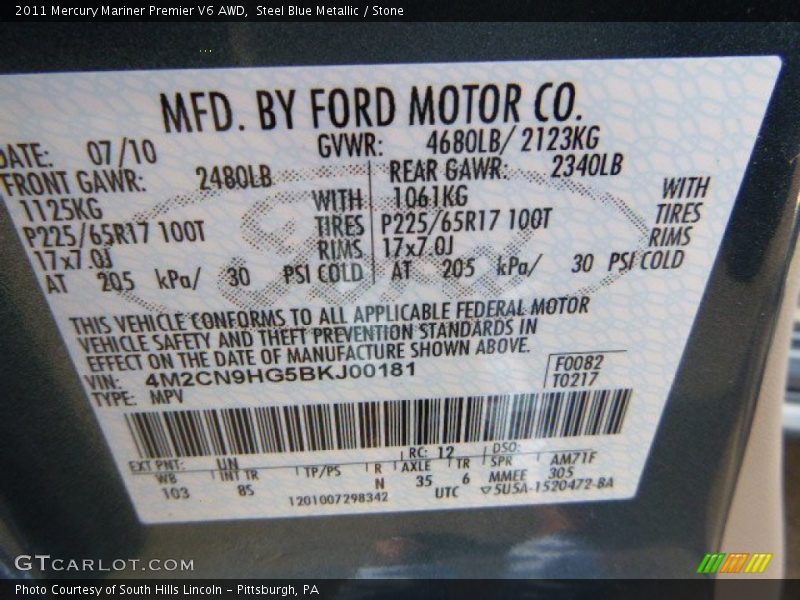 2011 Mercury Mariner Premier V6 AWD, Steel Blue Metallic / Stone
MFD. BY FORD MOTOR CO.
DATE: 07/10 GVWR: 4680LB/ 2123KG
FRONT GAWR: 2480LB REAR GAWR: 2340LB
1125KG WITH 1061KG WITH
P225/65R17 100T TIRES P225/65R17 100T TIRES
17x7.0J RIMS 17x7.0J RIMS
AT 205 kPa/ 30 PSI COLD AT 205 kPa/ 30 PSI COLD
THIS VEHICLE CONFORMS TO ALL APPLICABLE FEDERAL MOTOR
VEHICLE SAFETY AND THEFT PREVENTION STANDARDS IN
EFFECT ON THE DATE OF MANUFACTURE SHOWN ABOVE.
VIN: 4M2CN9HG5BKJ00181 F0082
TYPE: MPV T0217
EXT PNT: UN RC: 12 DSO:
WB INT TR TP/PS R AXLE TR SPR AM71F
103 85 N 35 6 MMEE 305
1201007298342 UTC ▽5U5A-1520472-BA
Ford
GTCARLOT.COM
Photo Courtesy of South Hills Lincoln – Pittsburgh, PA